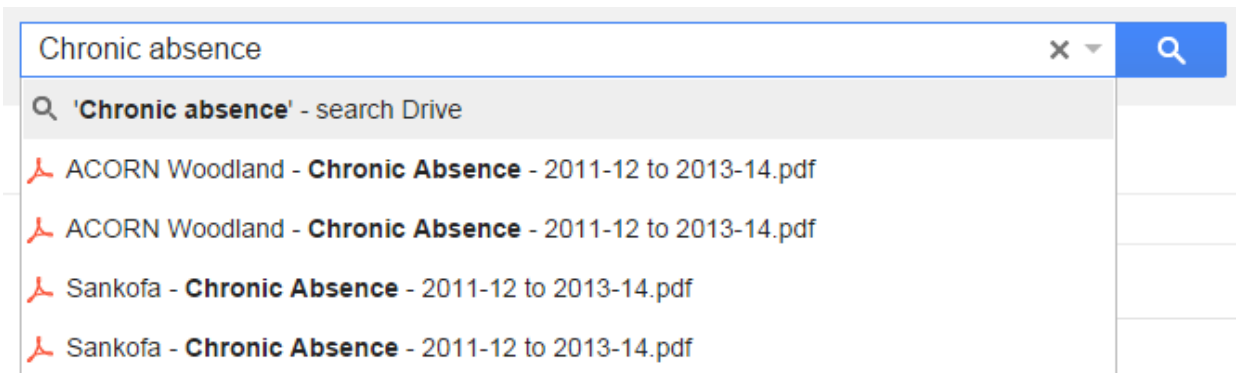 Chronic absence
'Chronic absence' - search Drive
ACORN Woodland - Chronic Absence - 2011-12 to 2013-14.pdf
ACORN Woodland - Chronic Absence - 2011-12 to 2013-14.pdf
Sankofa - Chronic Absence - 2011-12 to 2013-14.pdf
Sankofa - Chronic Absence - 2011-12 to 2013-14.pdf